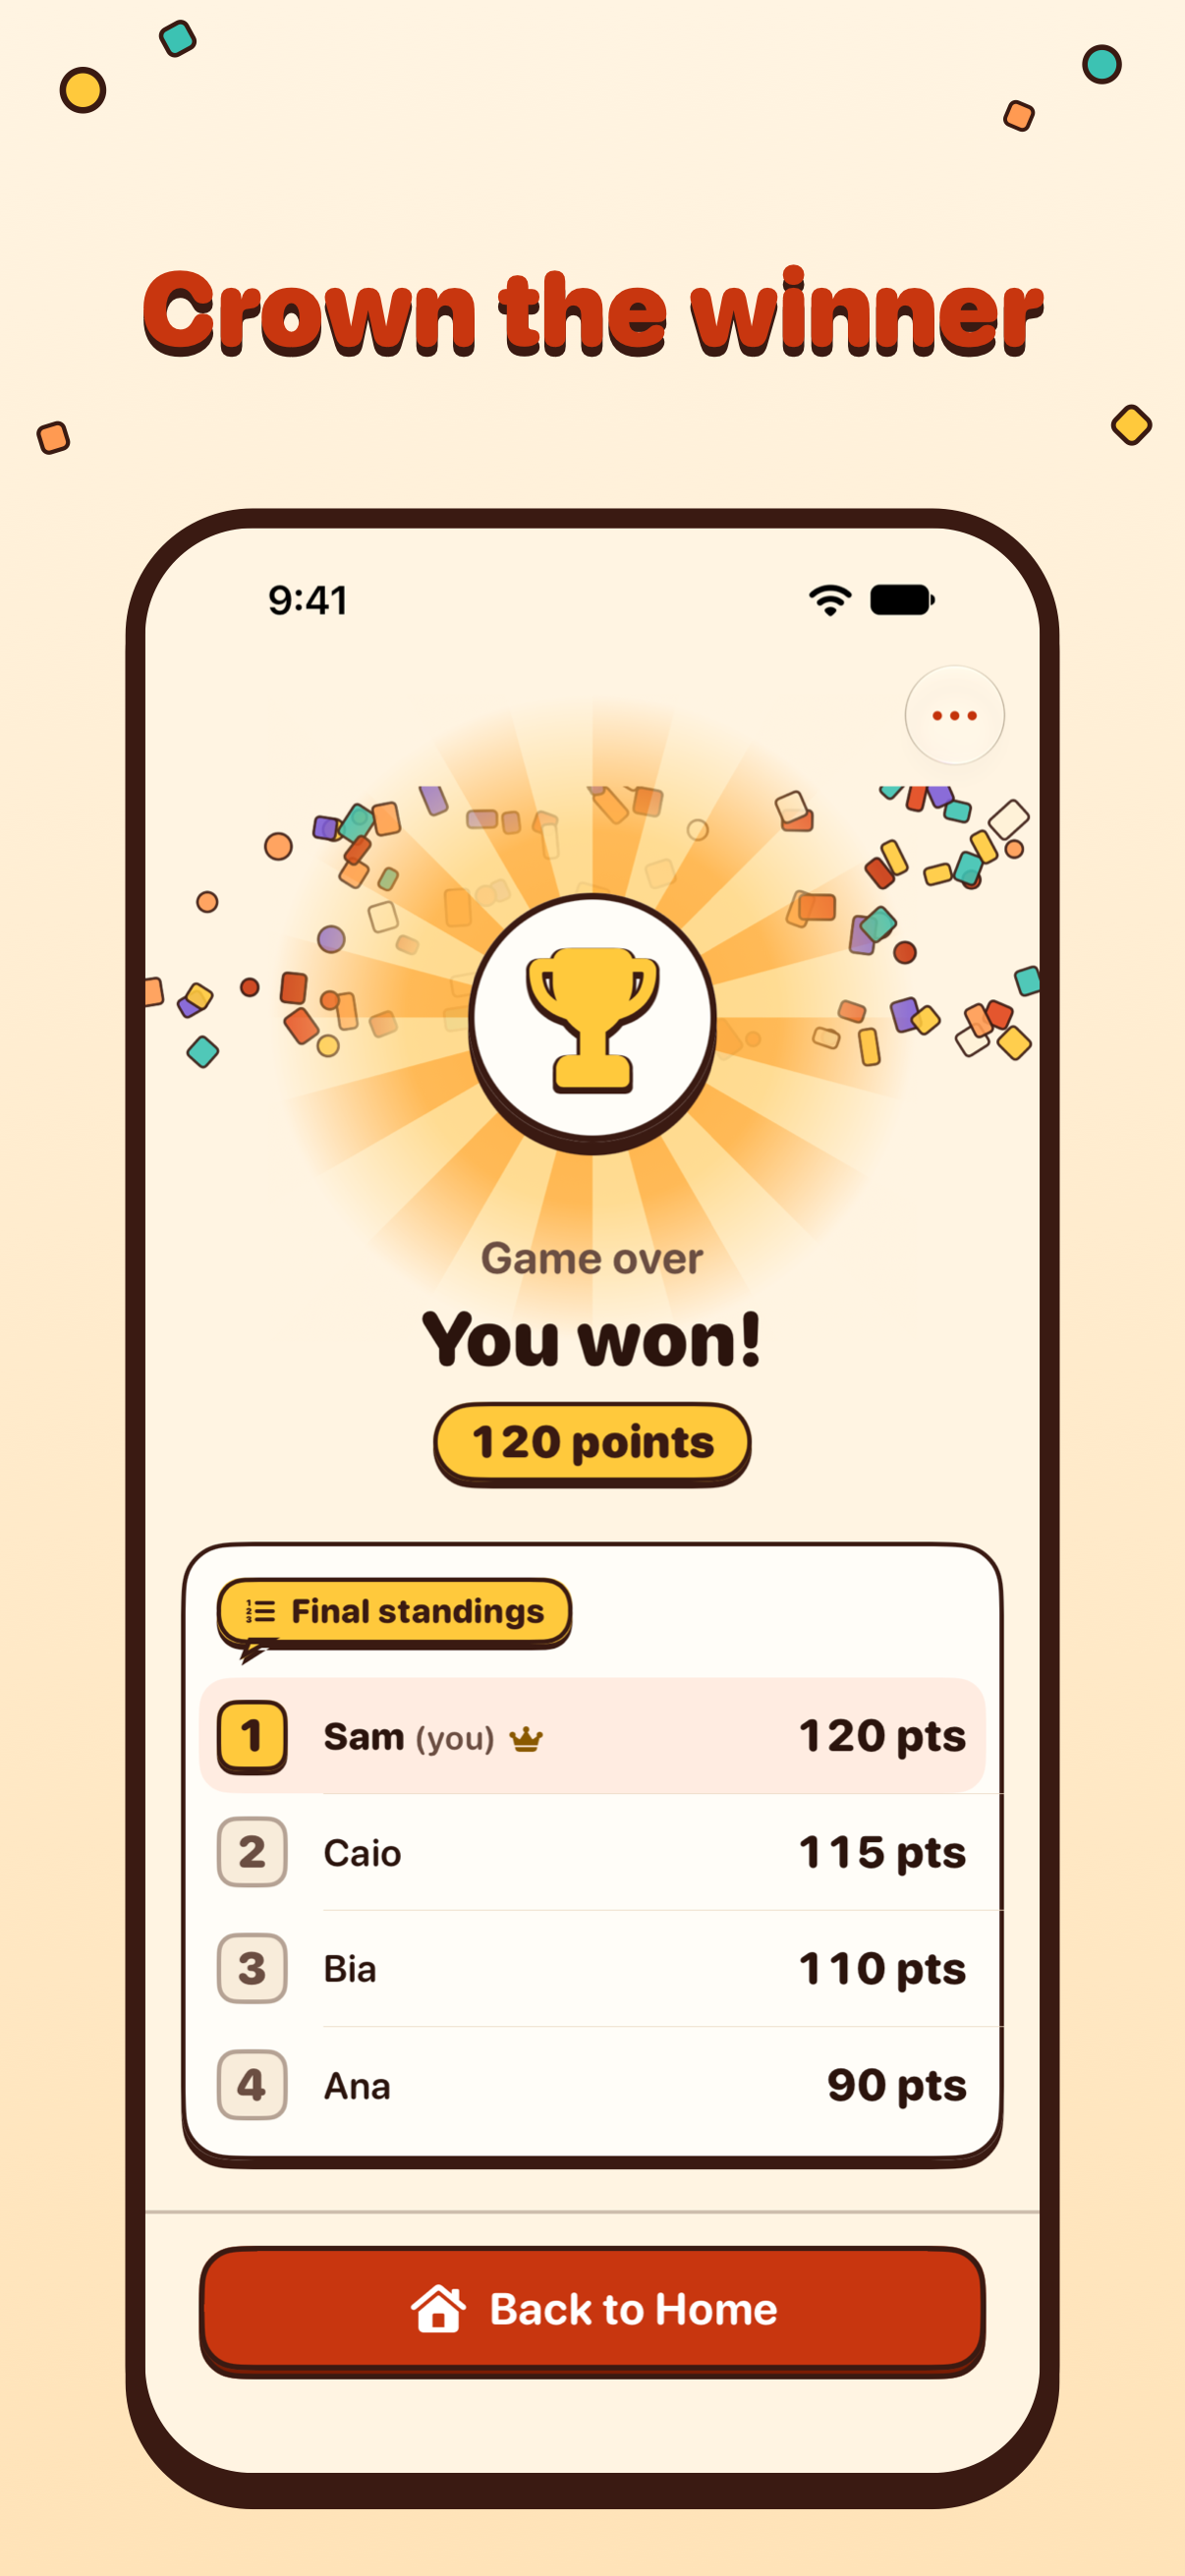 Crown the winner
9:41
Game over
You won!
120 points
Final standings
1 Sam (you) 120 pts
2 Caio 115 pts
3 Bia 110 pts
4 Ana 90 pts
Back to Home